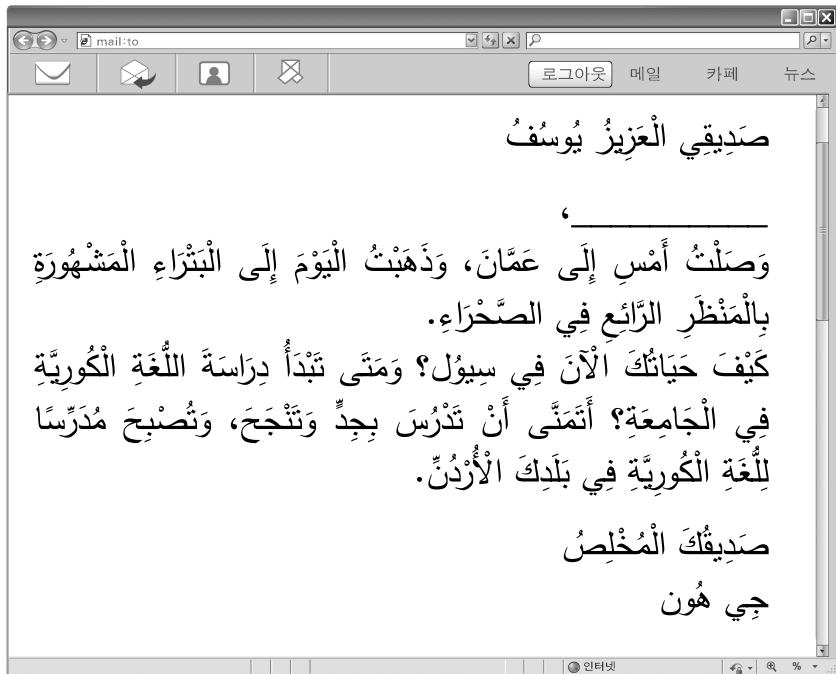 mail:to
로그아웃 메일 카페 뉴스
صَدِيقِي الْعَزِيزُ يُوسُفُ
____________،
وَصَلْتُ أَمْسِ إِلَى عَمَّانَ، وَذَهَبْتُ الْيَوْمَ إِلَى الْبَتْرَاءِ الْمَشْهُورَةِ
بِالْمَنْظَرِ الرَّائِعِ فِي الصَّحْرَاءِ.
كَيْفَ حَيَاتُكَ الْآنَ فِي سِيوُل؟ وَمَتَى تَبْدَأُ دِرَاسَةَ اللُّغَةِ الْكُورِيَّةِ
فِي الْجَامِعَةِ؟ أَتَمَنَّى أَنْ تَدْرُسَ بِجِدٍّ وَتَنْجَحَ، وَتُصْبِحَ مُدَرِّسًا
لِلُّغَةِ الْكُورِيَّةِ فِي بَلَدِكَ الْأُرْدُنِّ.
صَدِيقُكَ الْمُخْلِصُ
جِي هُون
인터넷 %